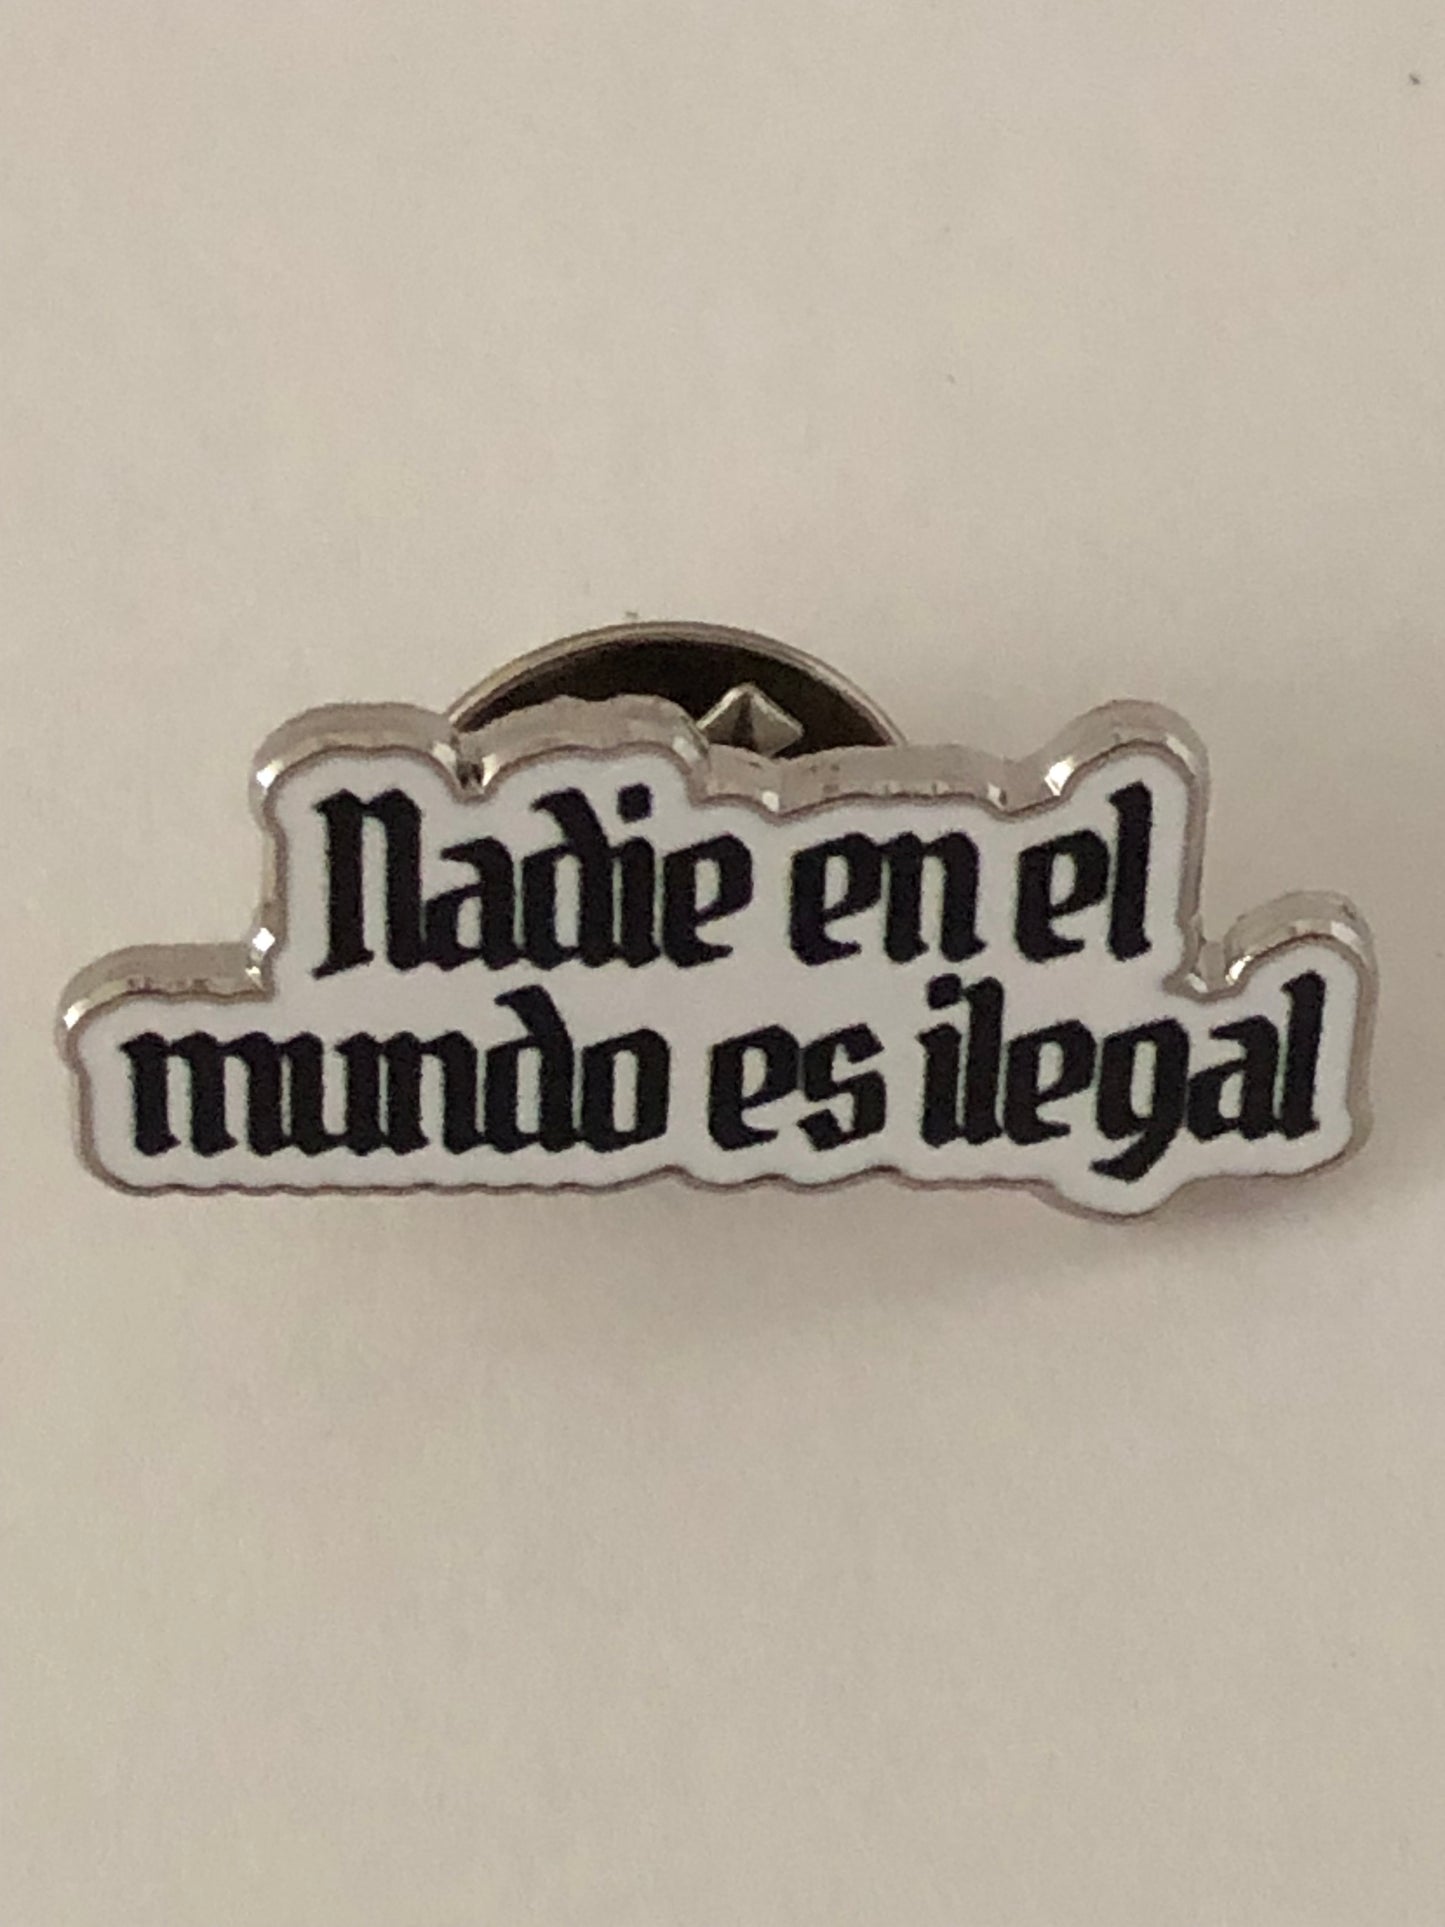 Nadie en el
mundo es ilegal